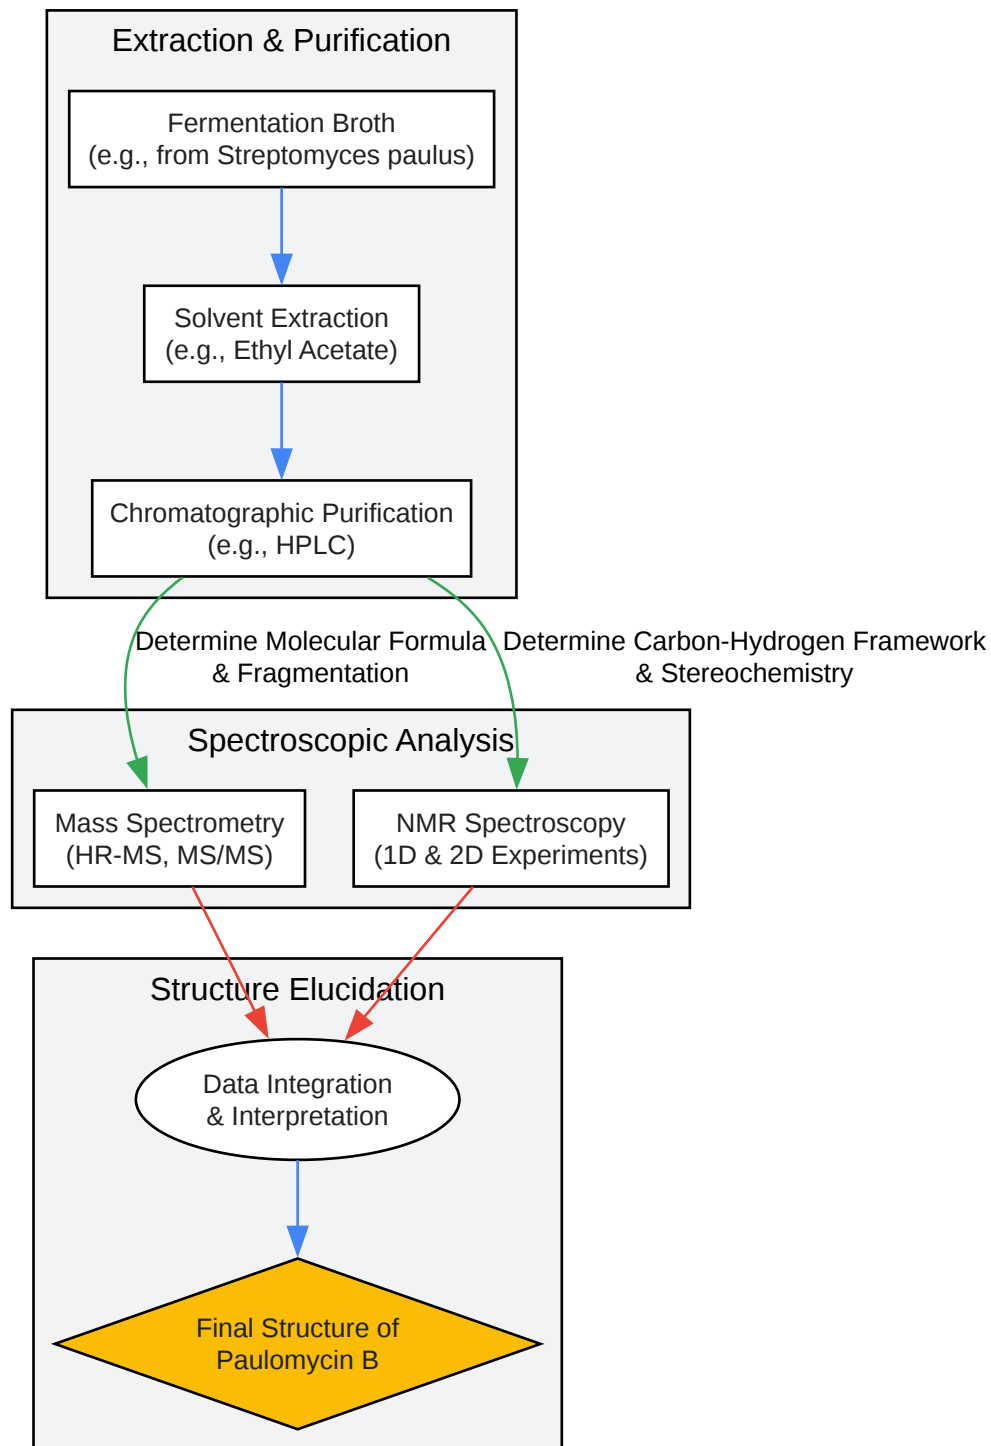 Extraction & Purification
Fermentation Broth
(e.g., from Streptomyces paulus)
Solvent Extraction
(e.g., Ethyl Acetate)
Chromatographic Purification
(e.g., HPLC)
Determine Molecular Formula
& Fragmentation
Determine Carbon-Hydrogen Framework
& Stereochemistry
Spectroscopic Analysis
Mass Spectrometry
(HR-MS, MS/MS)
NMR Spectroscopy
(1D & 2D Experiments)
Structure Elucidation
Data Integration
& Interpretation
Final Structure of
Paulomycin B